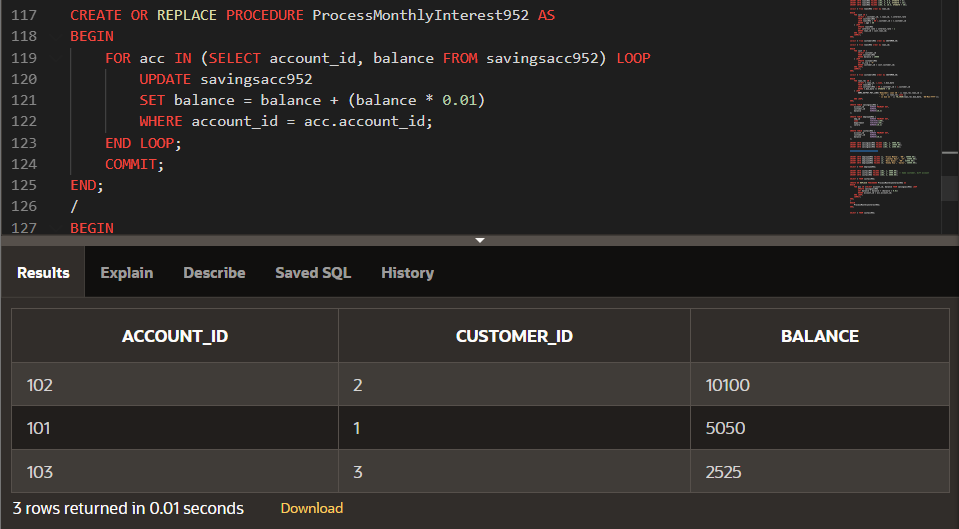 117 CREATE OR REPLACE PROCEDURE ProcessMonthlyInterest952 AS
118 BEGIN
119 FOR acc IN (SELECT account_id, balance FROM savingsacc952) LOOP
120 UPDATE savingsacc952
121 SET balance = balance + (balance * 0.01)
122 WHERE account_id = acc.account_id;
123 END LOOP;
124 COMMIT;
125 END;
126 /
127 BEGIN
Results Explain Describe Saved SQL History
ACCOUNT_ID CUSTOMER_ID BALANCE
102 2 10100
101 1 5050
103 3 2525
3 rows returned in 0.01 seconds Download